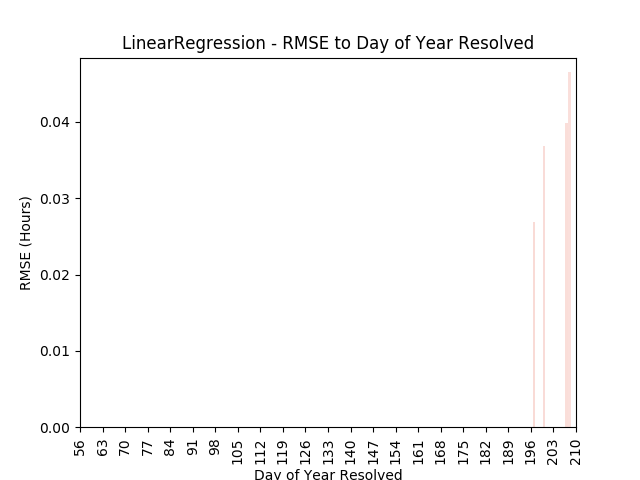 LinearRegression - RMSE to Day of Year Resolved
RMSE (Hours)
0.04
0.03
0.02
0.01
0.00
56 63 70 77 84 91 98 105 112 119 126 133 140 147 154 161 168 175 182 189 196 203 210
Day of Year Resolved